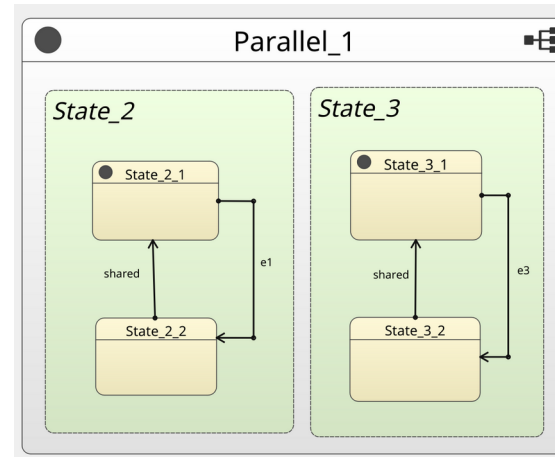 Parallel_1
State_2
State_3
State_2_1
State_3_1
shared
e1
shared
e3
State_2_2
State_3_2